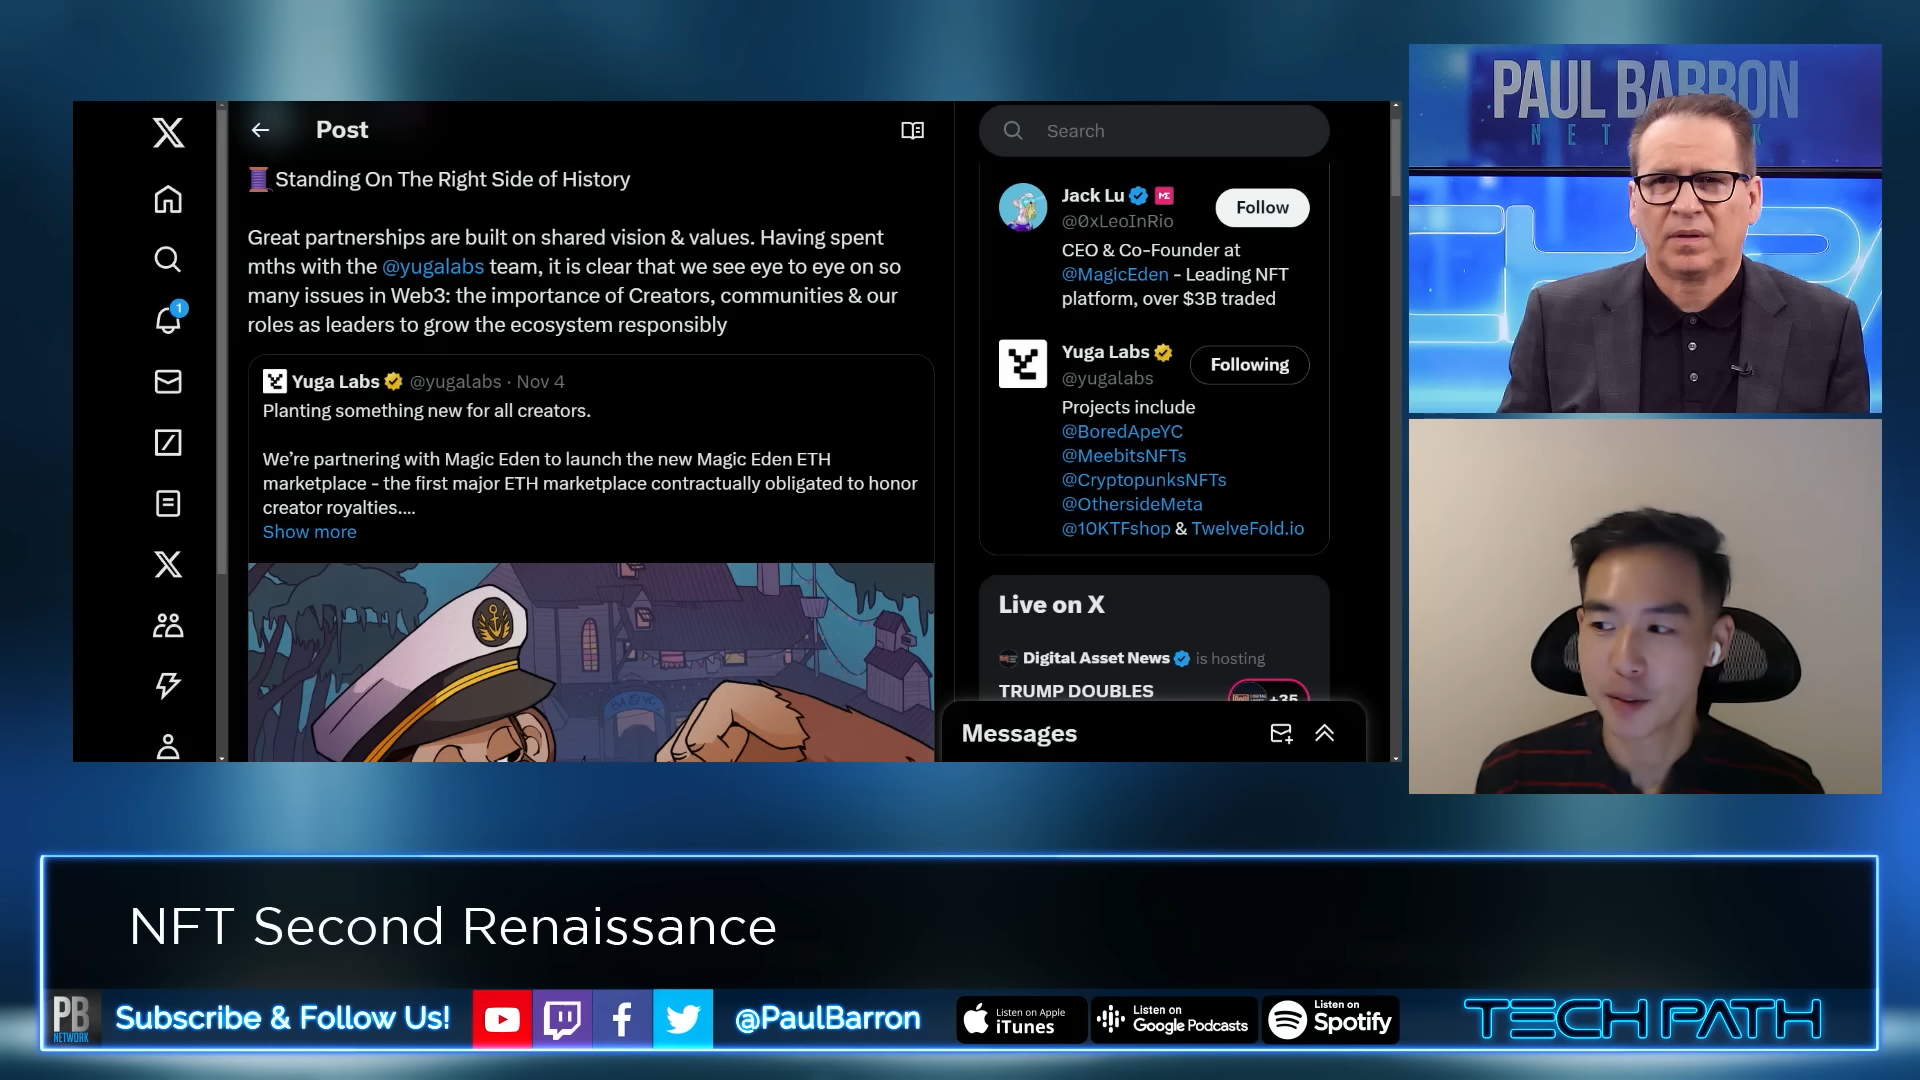 Post
Standing On The Right Side of History
Great partnerships are built on shared vision & values. Having spent
mths with the @yugalabs team, it is clear that we see eye to eye on so
many issues in Web3: the importance of Creators, communities & our
roles as leaders to grow the ecosystem responsibly
Yuga Labs @yugalabs · Nov 4
Planting something new for all creators.
We're partnering with Magic Eden to launch the new Magic Eden ETH
marketplace - the first major ETH marketplace contractually obligated to honor
creator royalties....
Show more
BAYC
1
Search
Jack Lu ME
@0xLeoInRio
Follow
CEO & Co-Founder at
@MagicEden - Leading NFT
platform, over $3B traded
Yuga Labs
@yugalabs
Following
Projects include
@BoredApeYC
@MeebitsNFTs
@CryptopunksNFTs
@OthersideMeta
@10KTFshop & TwelveFold.io
Live on X
Digital Asset News is hosting
TRUMP DOUBLES
+35
Messages
PAUL BARRON
NET K
NFT Second Renaissance
PB
NETWORK
Subscribe & Follow Us!
@PaulBarron
Listen on Apple
iTunes
Listen on
Google Podcasts
Listen on
Spotify
TECH PATH